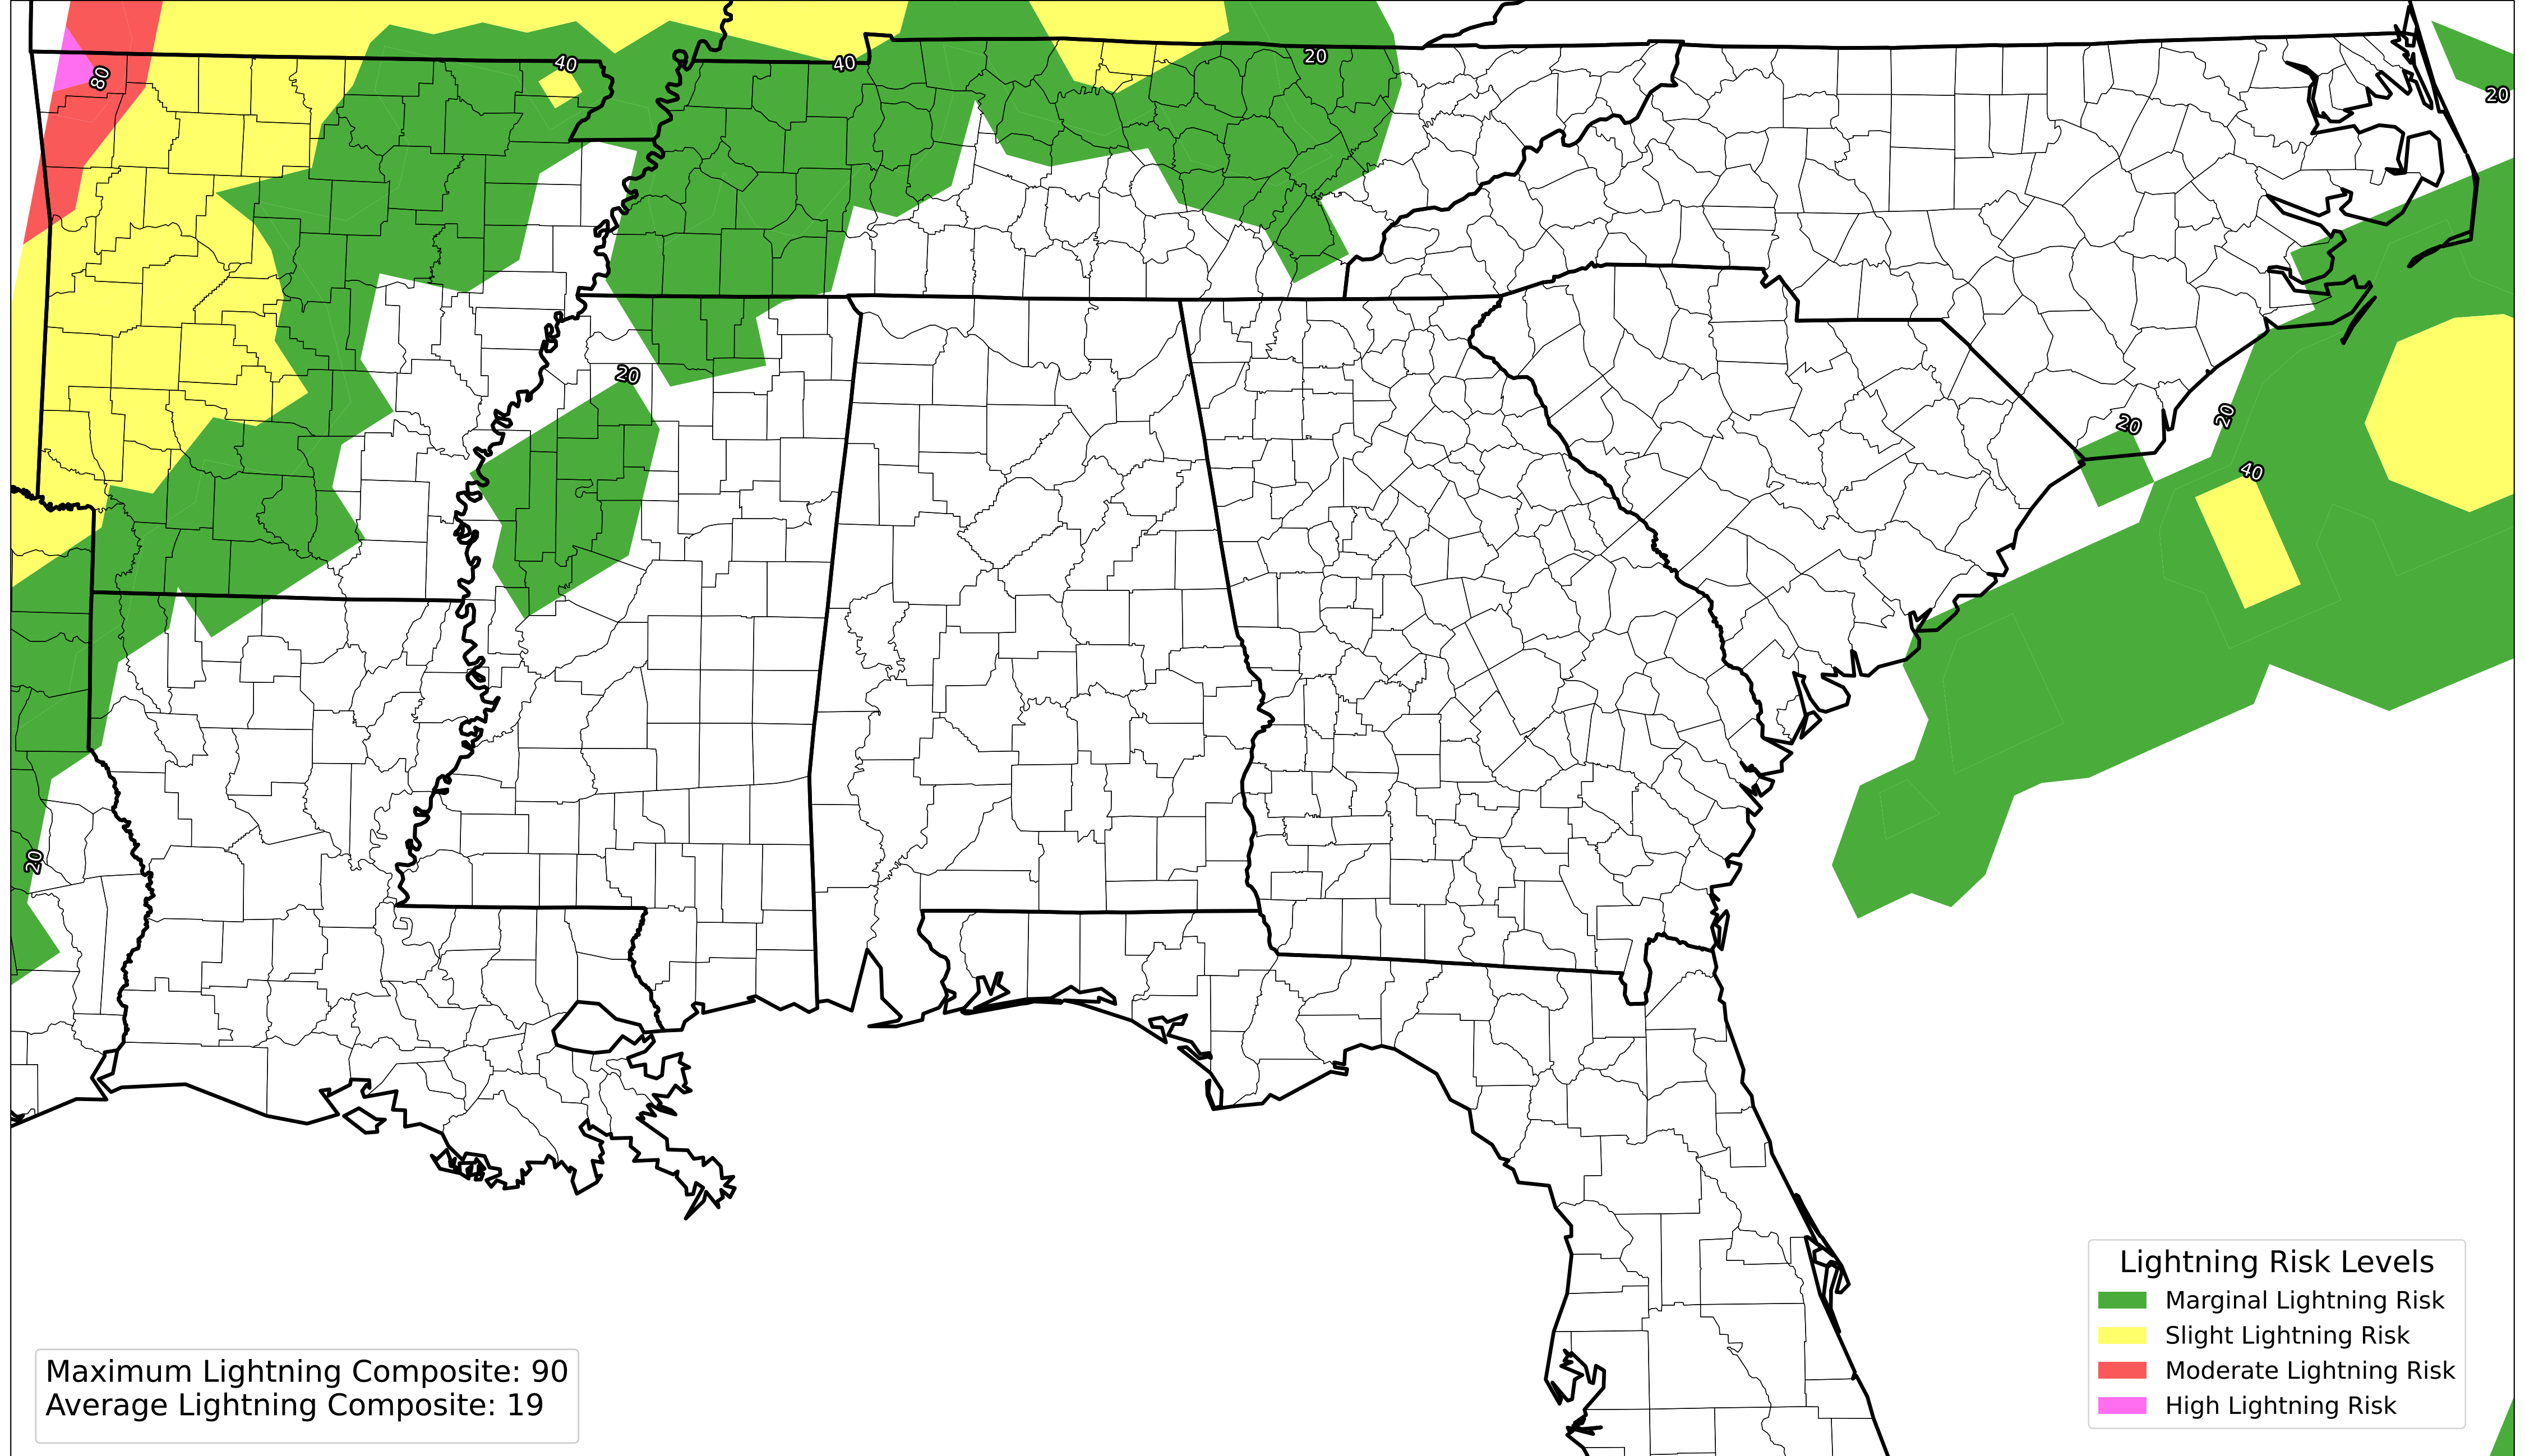 40
40
20
80
20
20
20
20
40
20
Lightning Risk Levels
Marginal Lightning Risk
Slight Lightning Risk
Moderate Lightning Risk
High Lightning Risk
Maximum Lightning Composite: 90
Average Lightning Composite: 19